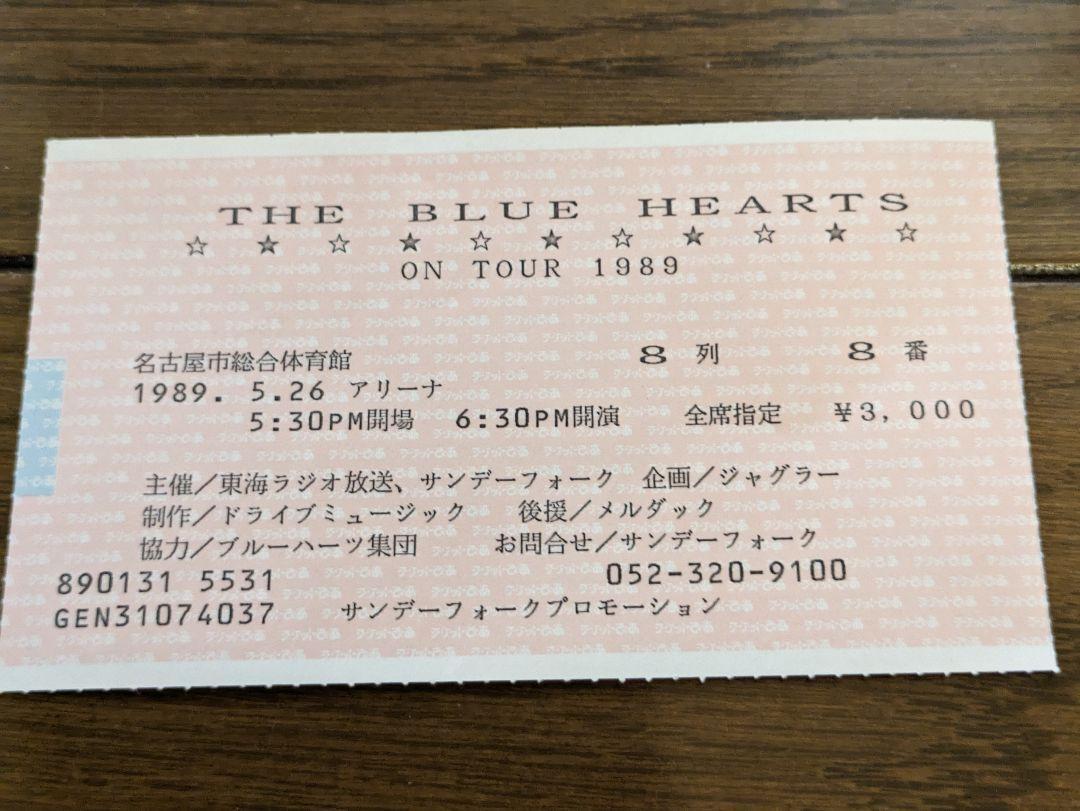 THE BLUE HEARTS
☆ ★ ☆ ★ ☆ ★ ☆ ★ ☆ ★ ☆
ON TOUR 1989
名古屋市総合体育館 8 列 8 番
1989. 5.26 アリーナ
5:30PM開場 6:30PM開演 全席指定 ¥3,000
主催/東海ラジオ放送、サンデーフォーク 企画/ジャグラー
制作/ドライブミュージック 後援/メルダック
協力/ブルーハーツ集団 お問合せ/サンデーフォーク
890131 5531 052-320-9100
GEN31074037 サンデーフォークプロモーション